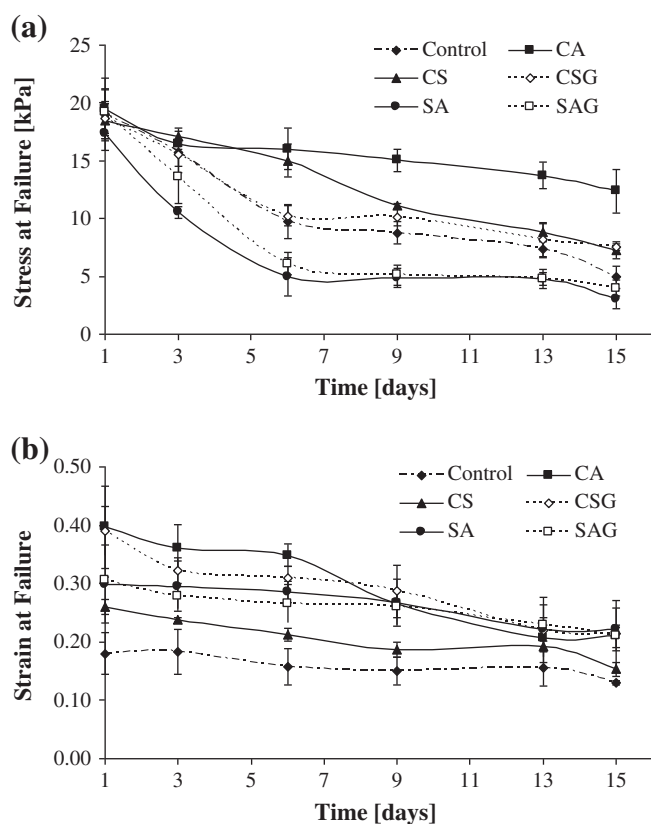 (a)
25
20
15
10
5
0
Stress at Failure [kPa]
Control CA
CS CSG
SA SAG
1 3 5 7 9 11 13 15
Time [days]
(b)
0.50
0.40
0.30
0.20
0.10
0.00
Strain at Failure
Control CA
CS CSG
SA SAG
1 3 5 7 9 11 13 15
Time [days]